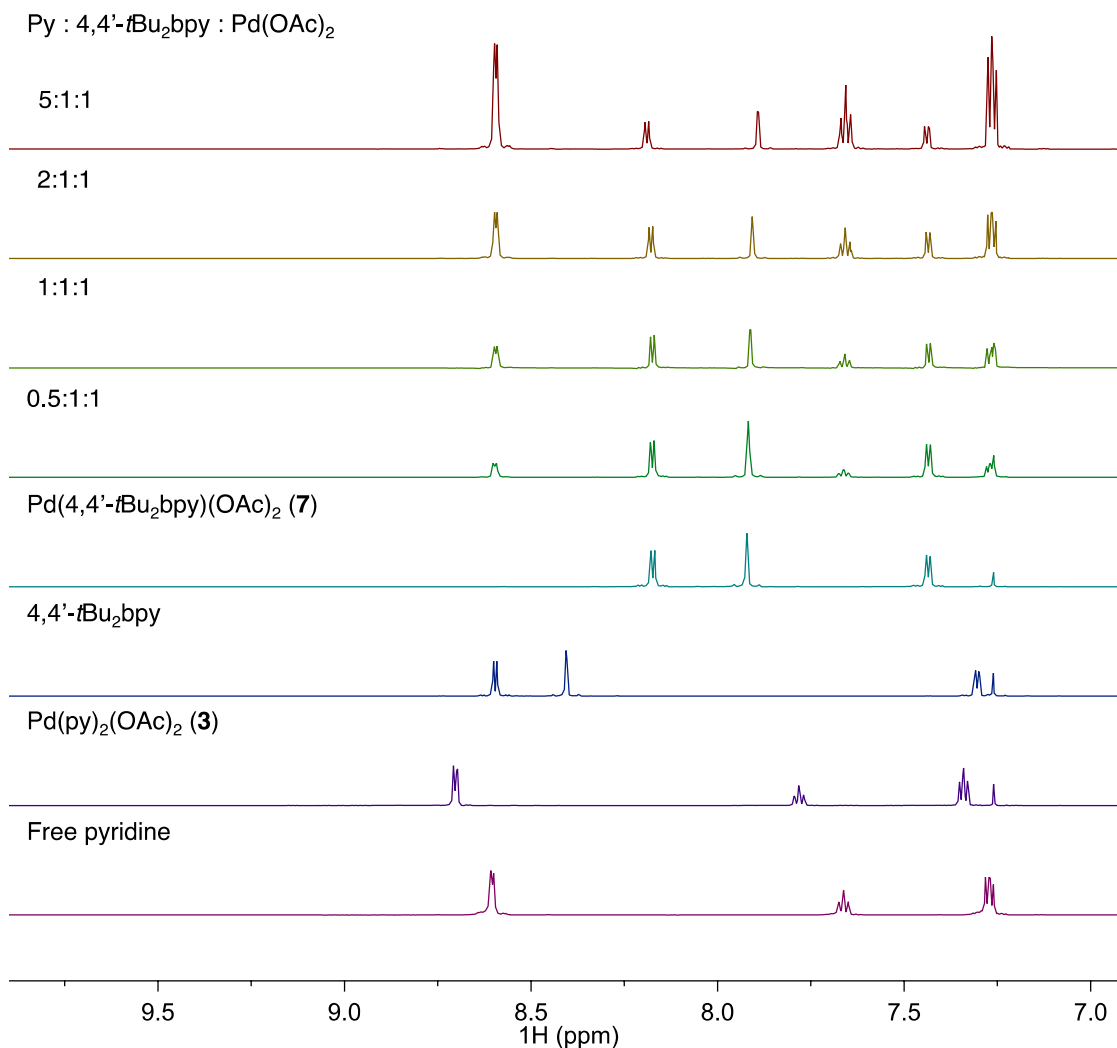 Py : 4,4'-tBu₂bpy : Pd(OAc)₂
5:1:1
2:1:1
1:1:1
0.5:1:1
Pd(4,4'-tBu₂bpy)(OAc)₂ (7)
4,4'-tBu₂bpy
Pd(py)₂(OAc)₂ (3)
Free pyridine
9.5 9.0 8.5 8.0 7.5 7.0
1H (ppm)